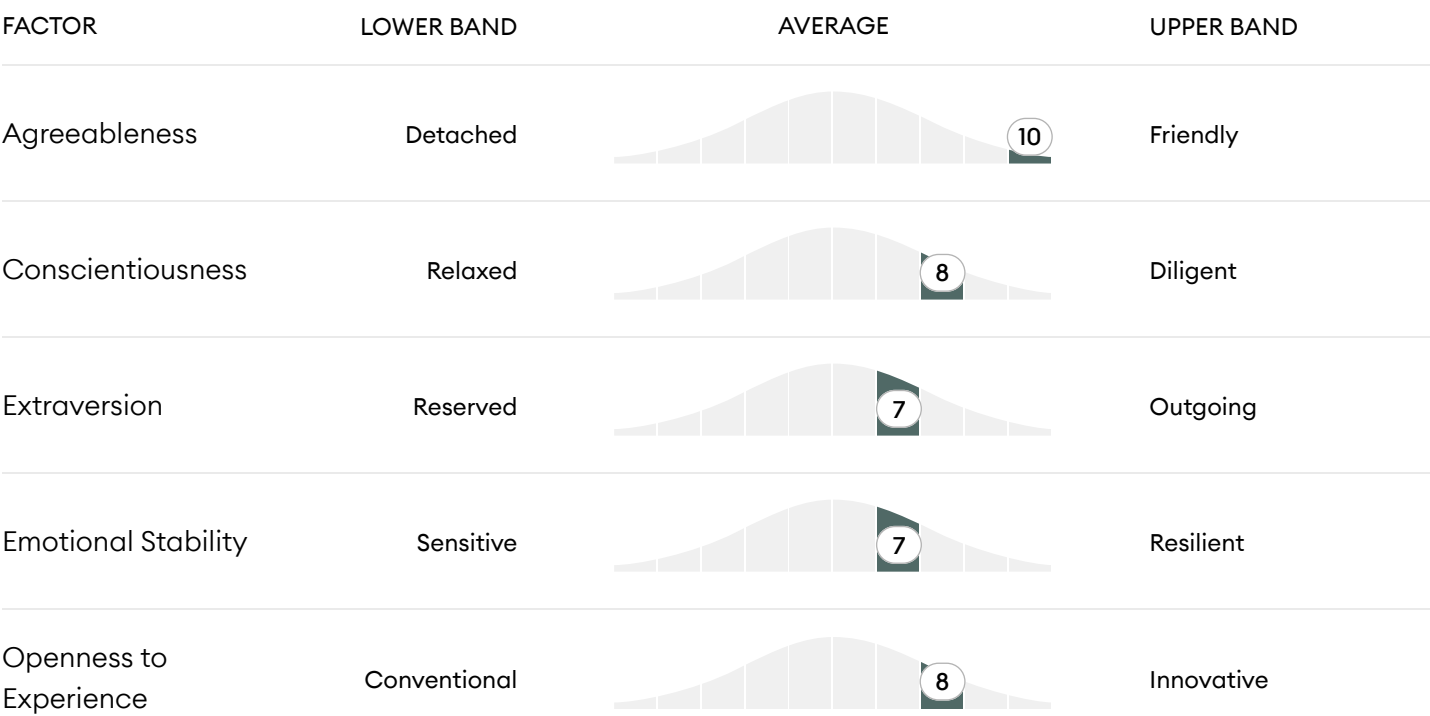 FACTOR LOWER BAND AVERAGE UPPER BAND
Agreeableness Detached 10 Friendly
Conscientiousness Relaxed 8 Diligent
Extraversion Reserved 7 Outgoing
Emotional Stability Sensitive 7 Resilient
Openness to
Experience Conventional 8 Innovative